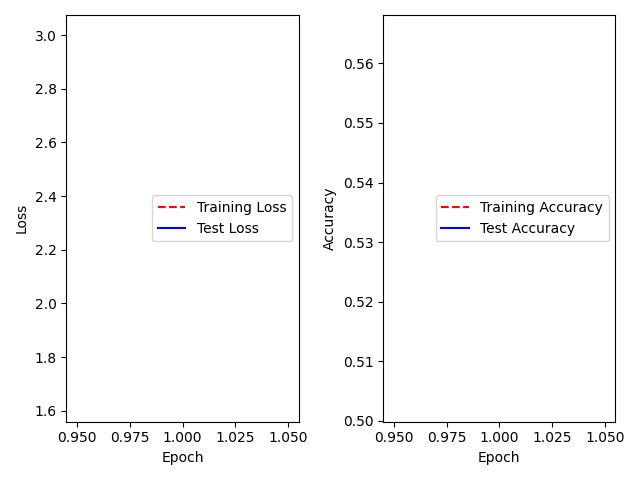 3.0
2.8
2.6
2.4
2.2
2.0
1.8
1.6
Loss
Training Loss
Test Loss
0.950 0.975 1.000 1.025 1.050
Epoch
0.56
0.55
0.54
0.53
0.52
0.51
0.50
Accuracy
Training Accuracy
Test Accuracy
0.950 0.975 1.000 1.025 1.050
Epoch